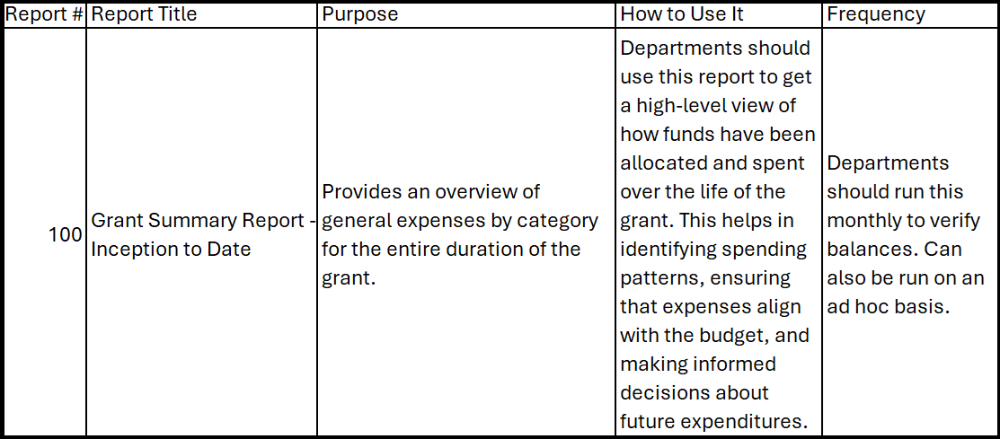 Report # Report Title Purpose How to Use It Frequency
100
Grant Summary Report -
Inception to Date
Provides an overview of
general expenses by category
for the entire duration of the
grant.
Departments should
use this report to get
a high-level view of
how funds have been
allocated and spent
over the life of the
grant. This helps in
identifying spending
patterns, ensuring
that expenses align
with the budget, and
making informed
decisions about
future expenditures.
Departments
should run this
monthly to verify
balances. Can
also be run on an
ad hoc basis.